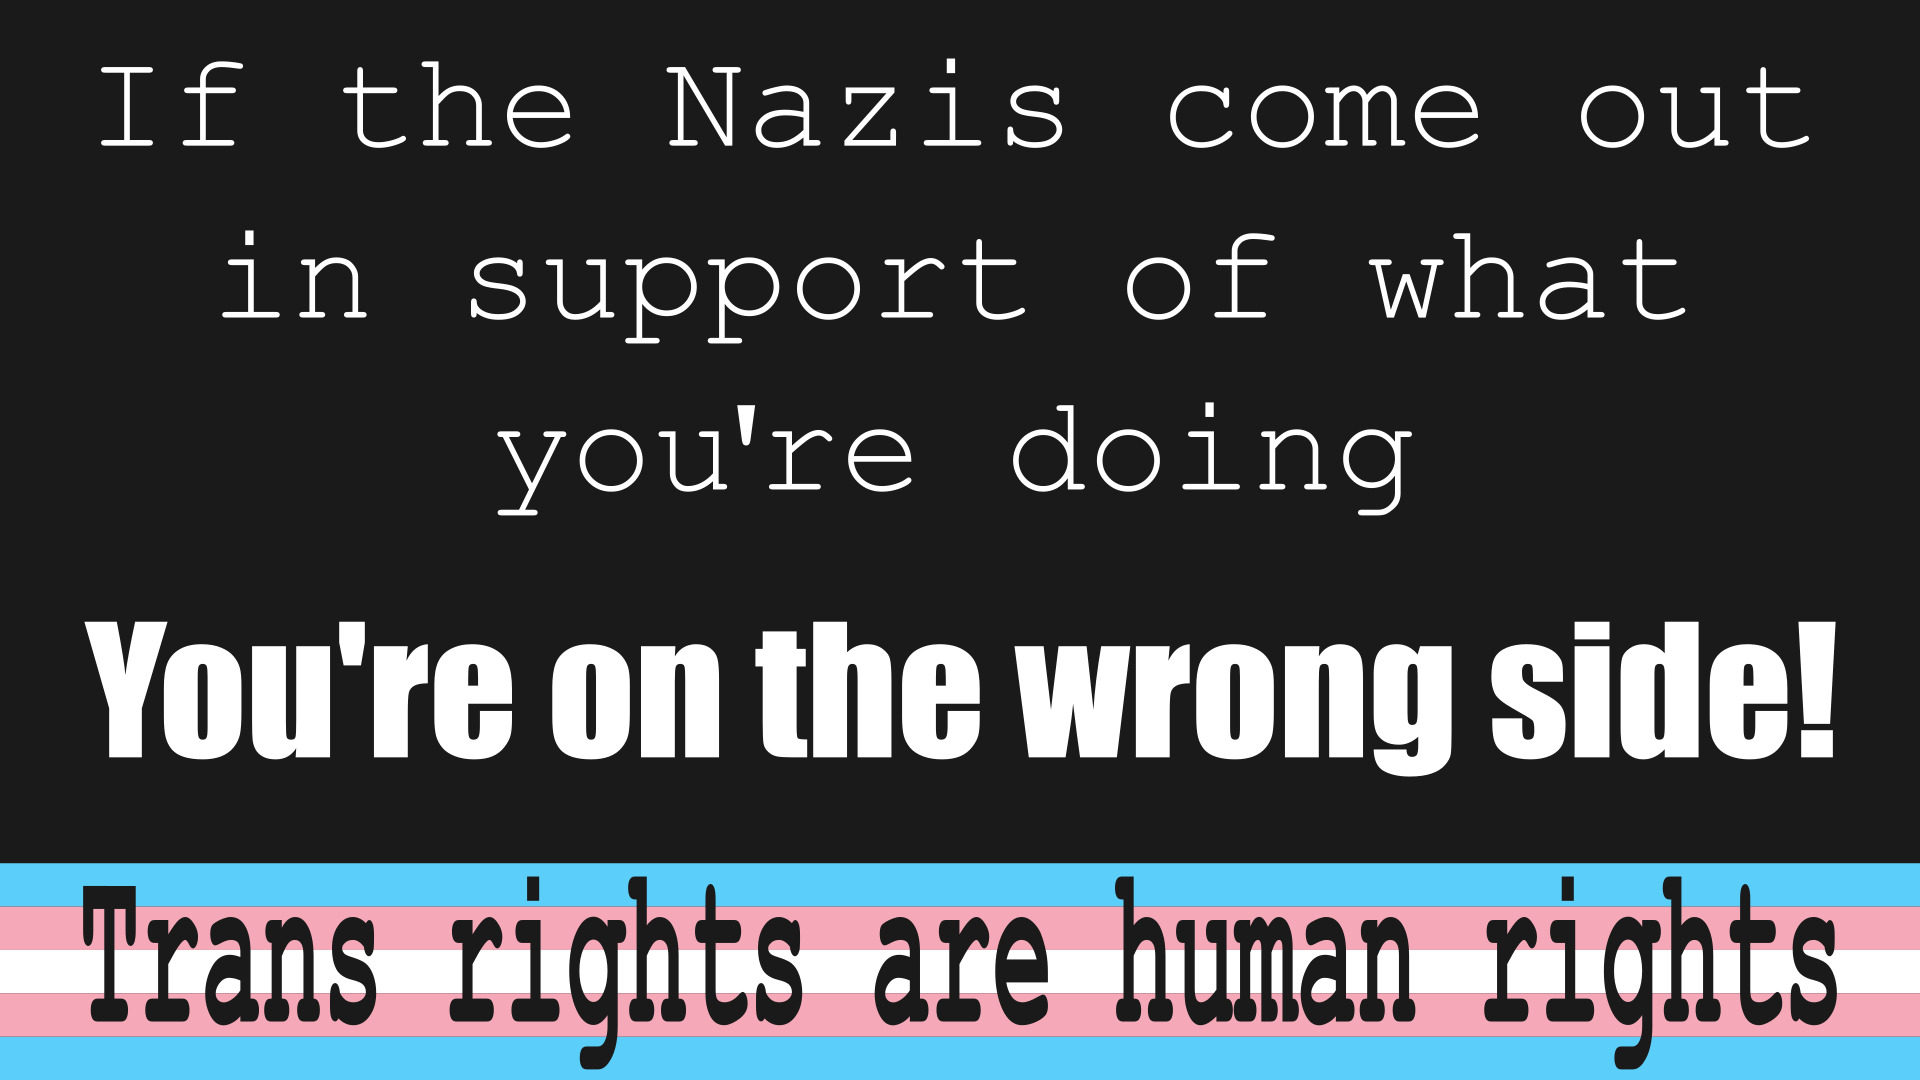 If the Nazis come out
in support of what
you're doing
You're on the wrong side!
Trans rights are human rights